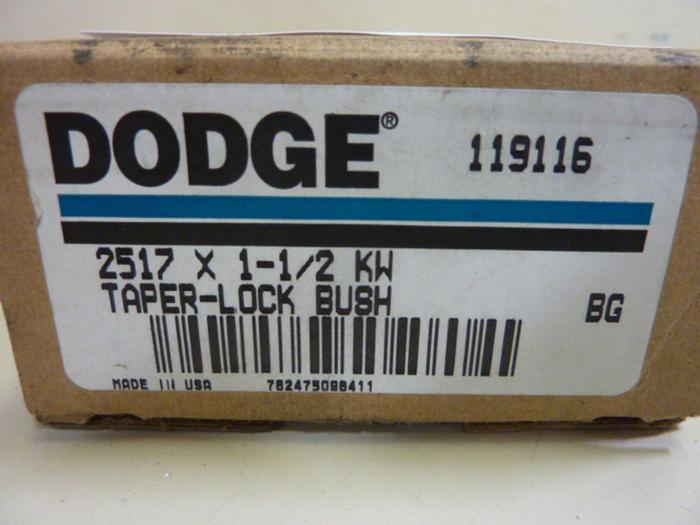 DODGE® 119116
2517 X 1-1/2 KW
TAPER-LOCK BUSH BG
MADE IN USA 782475098411